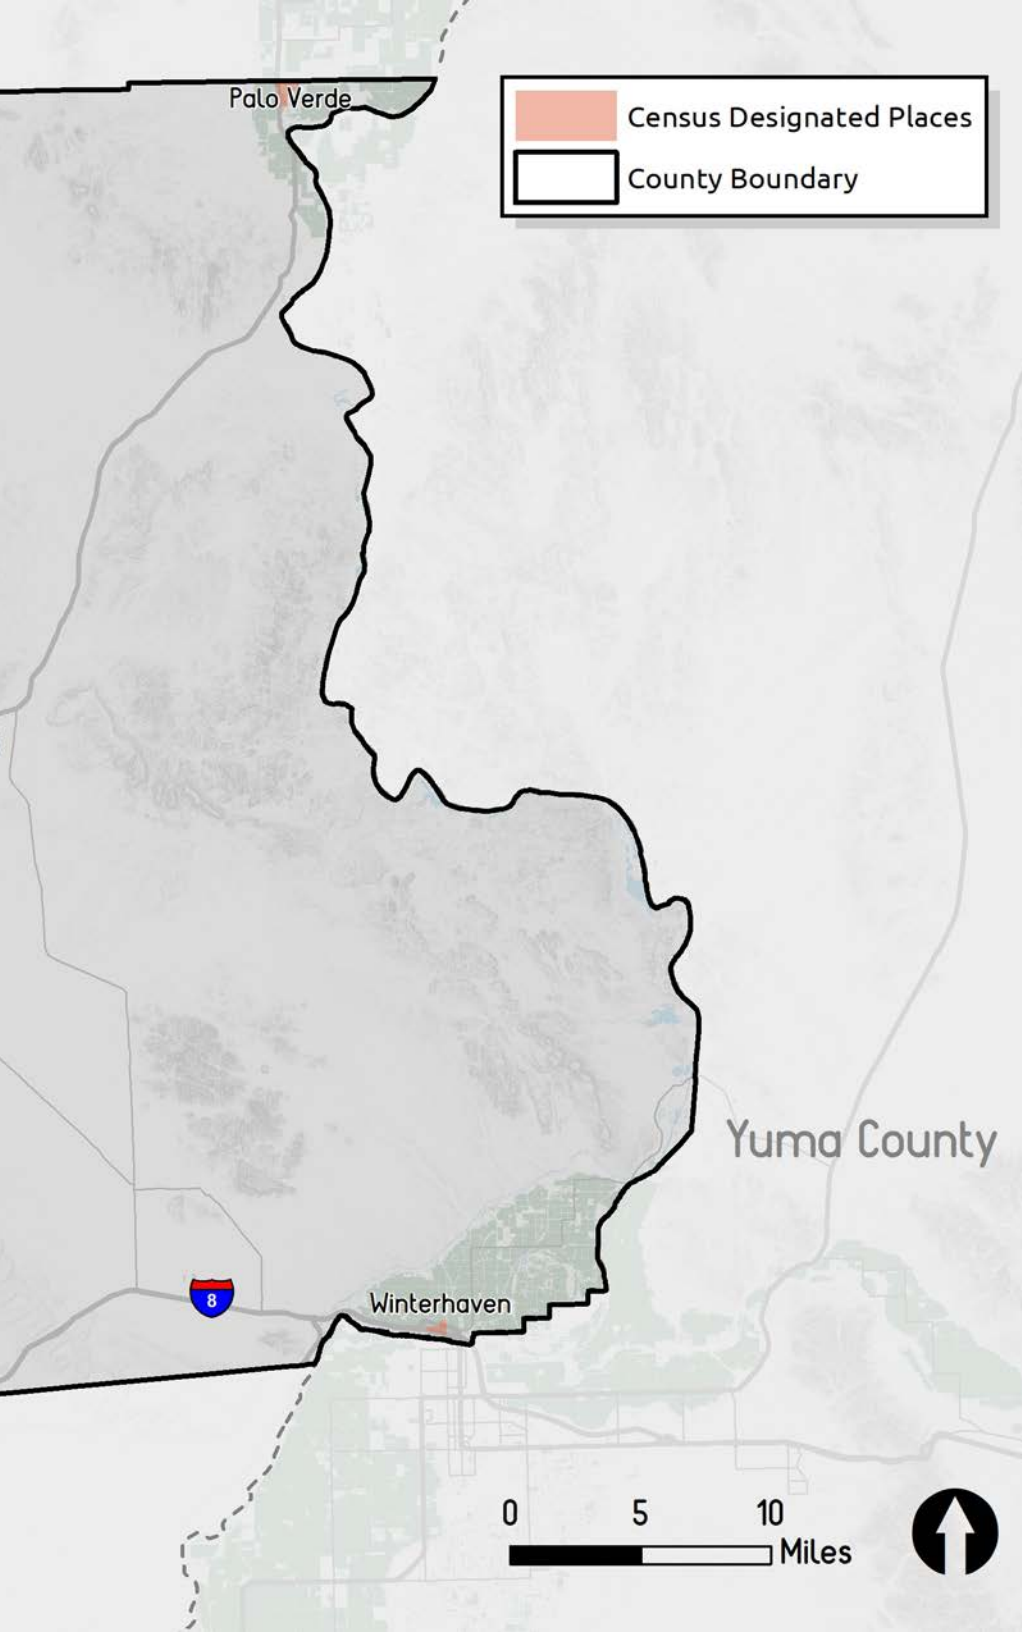 Palo Verde
Census Designated Places
County Boundary
Yuma County
8
Winterhaven
0 5 10
Miles